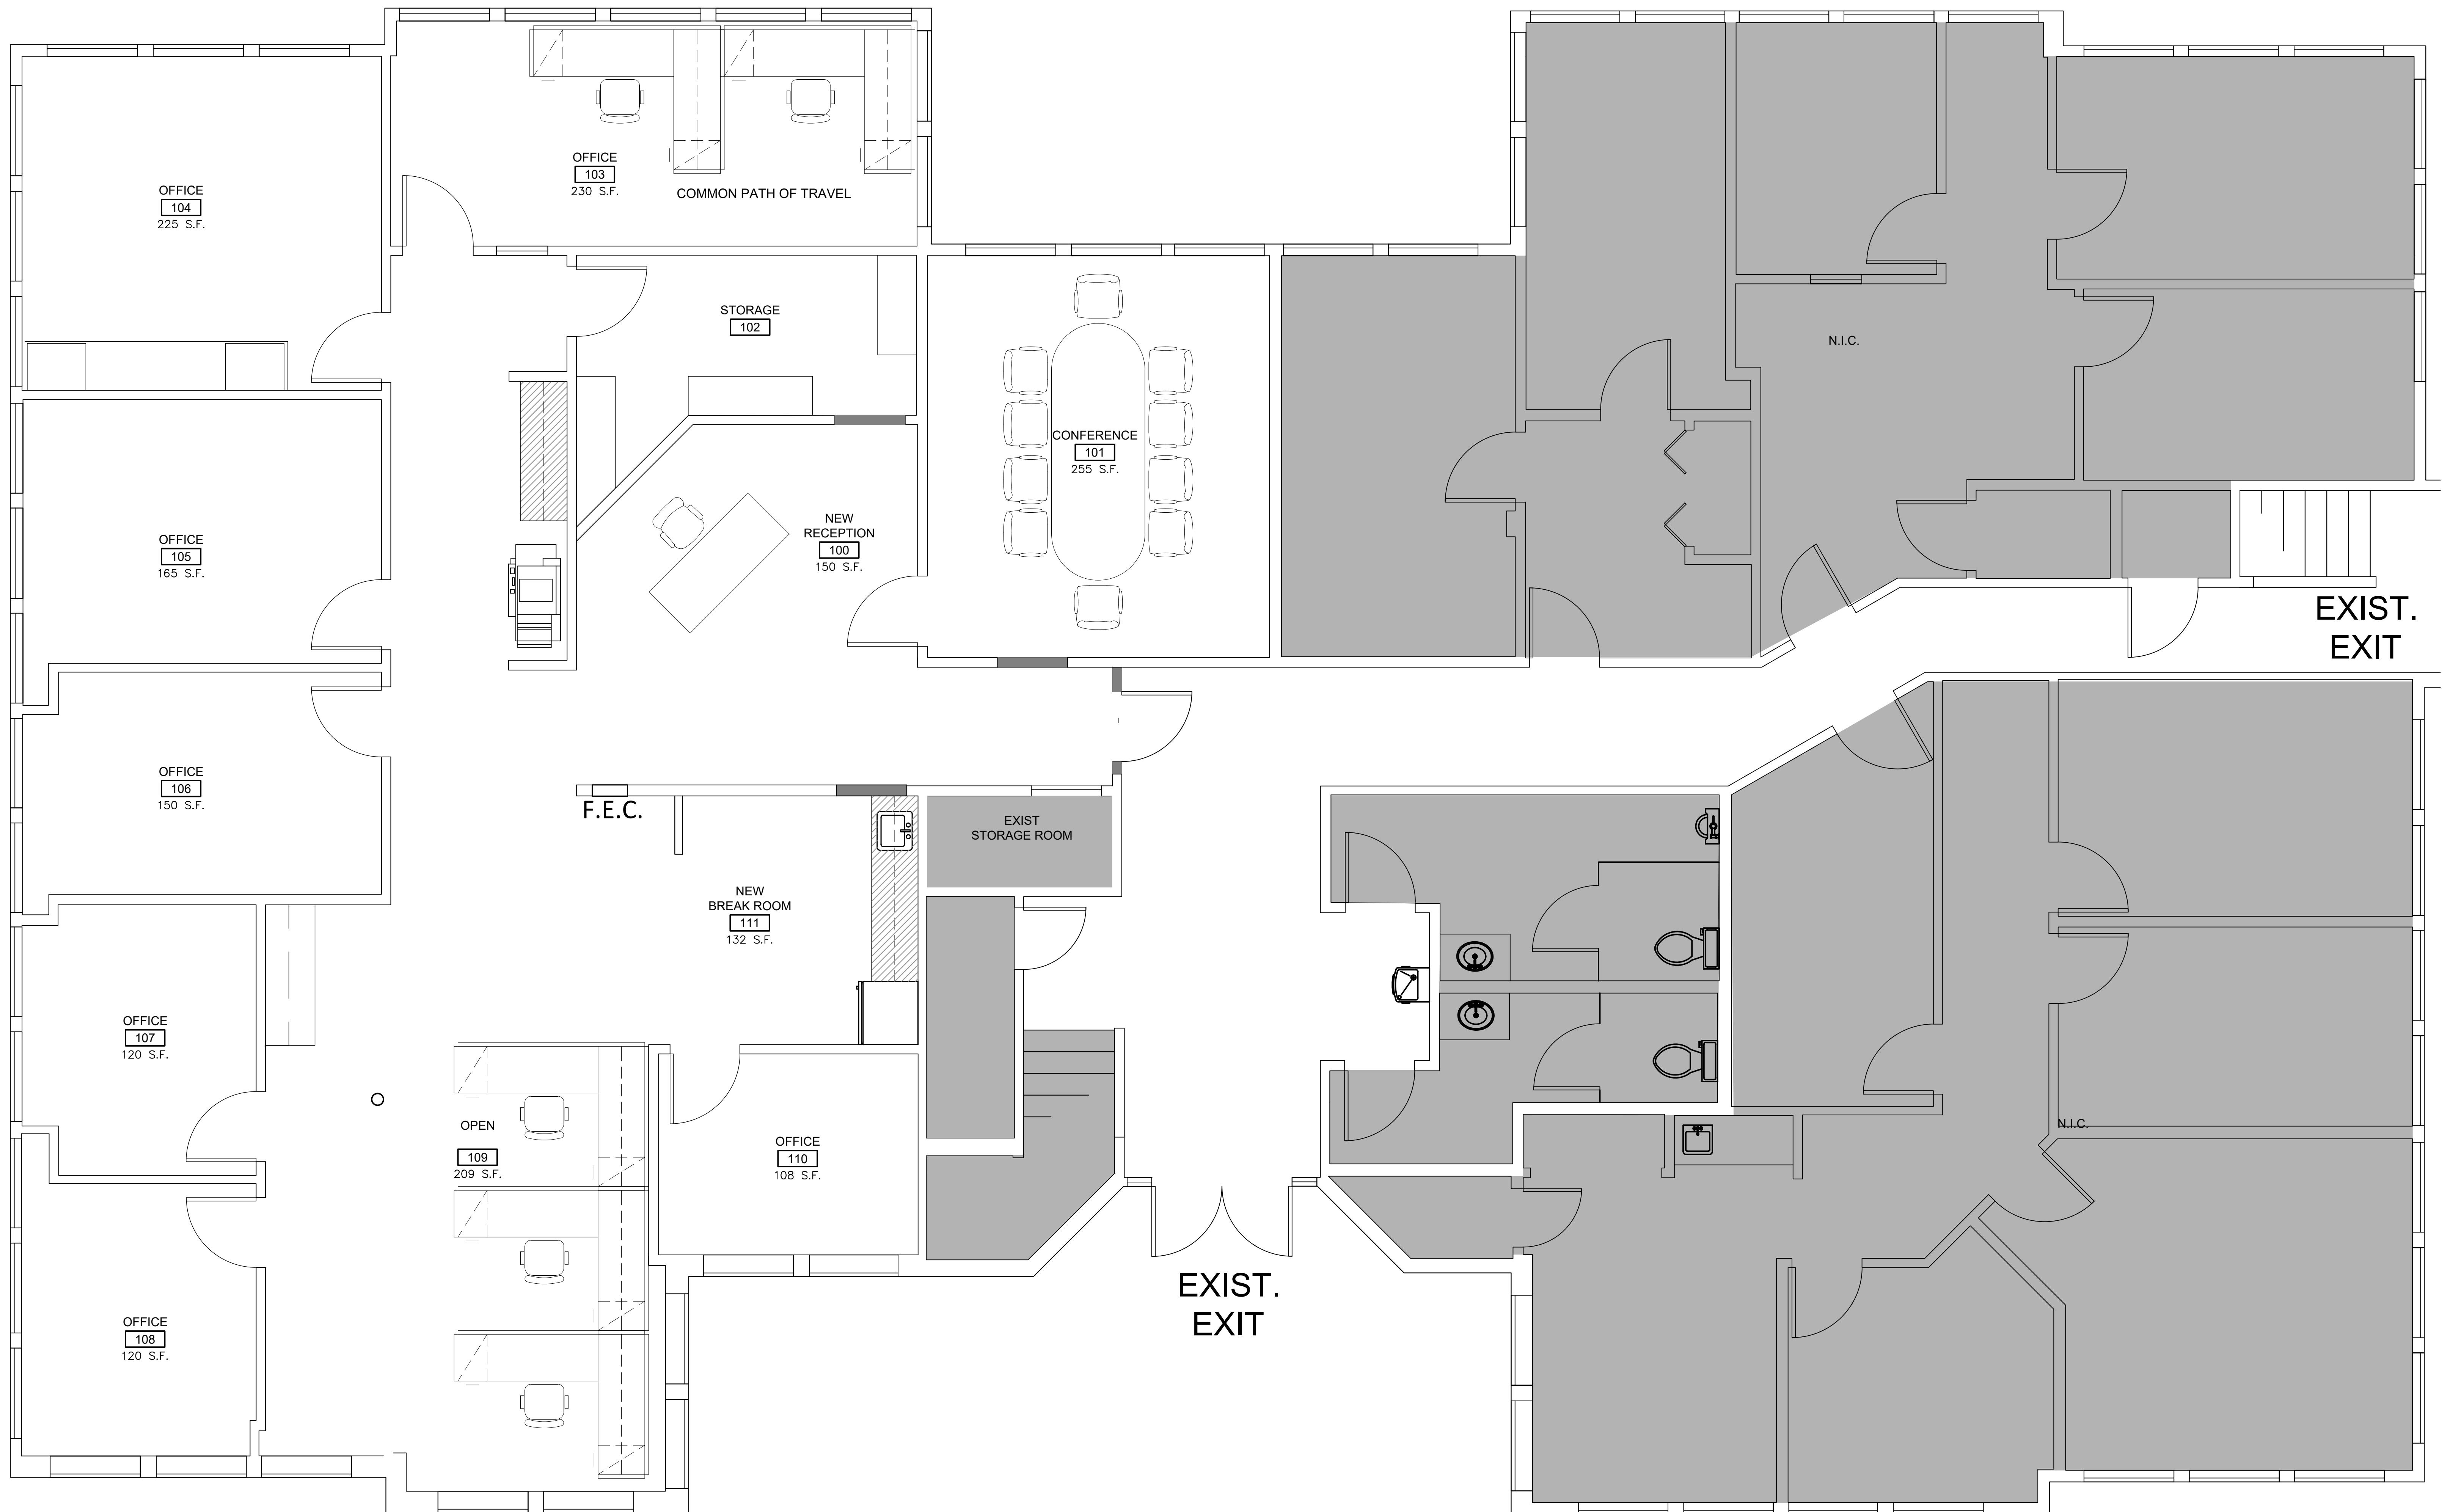 OFFICE
103
230 S.F.
COMMON PATH OF TRAVEL
OFFICE
104
225 S.F.
STORAGE
102
N.I.C.
CONFERENCE
101
255 S.F.
NEW
RECEPTION
100
150 S.F.
OFFICE
105
165 S.F.
EXIST.
EXIT
OFFICE
106
150 S.F.
F.E.C.
EXIST
STORAGE ROOM
NEW
BREAK ROOM
111
132 S.F.
OFFICE
107
120 S.F.
OPEN
109
209 S.F.
OFFICE
110
108 S.F.
N.I.C.
EXIST.
EXIT
OFFICE
108
120 S.F.